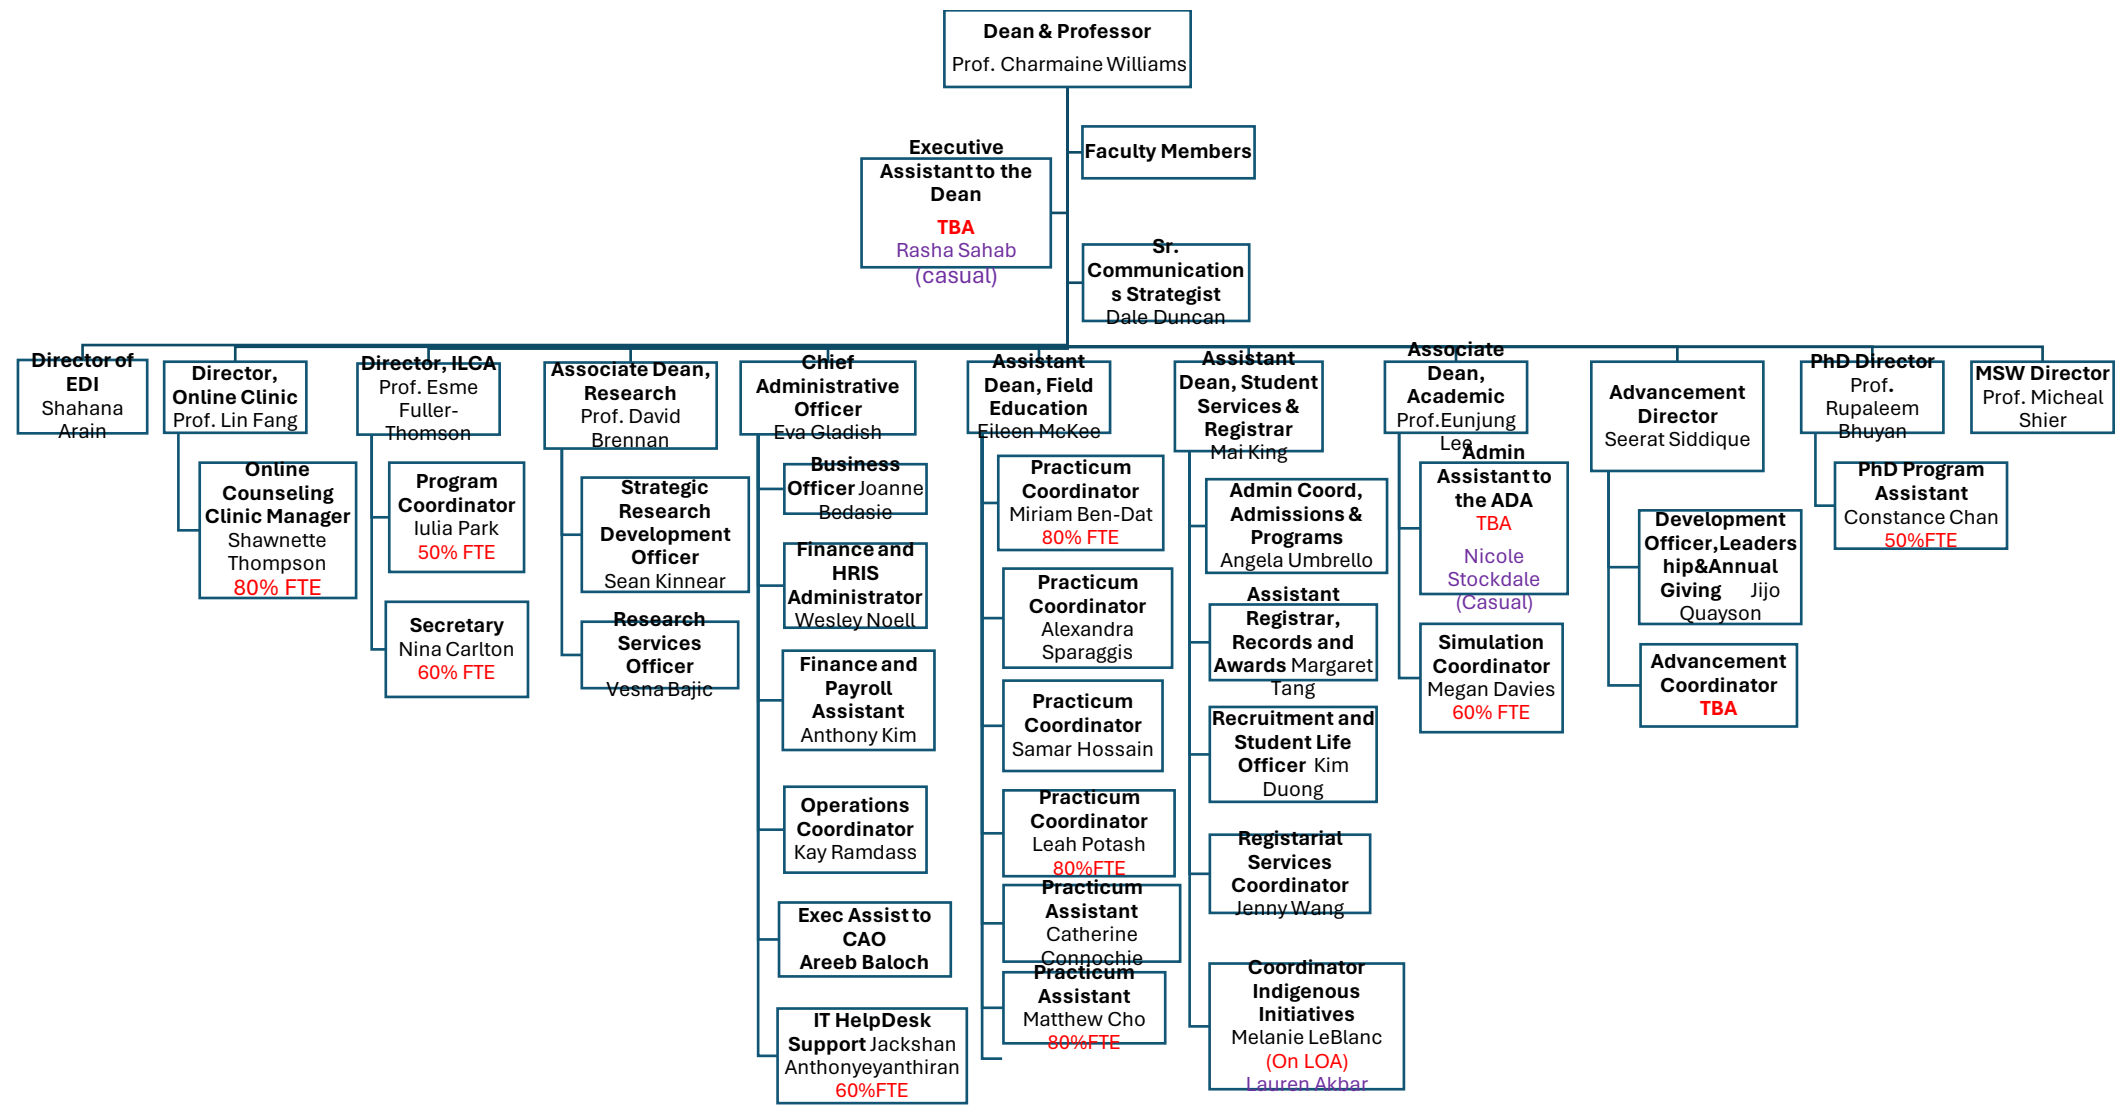 Dean & Professor
Prof. Charmaine Williams
Faculty Members
Executive
Assistant to the
Dean
TBA
Rasha Sahab
(casual)
Sr.
Communication
s Strategist
Dale Duncan
Director of
EDI
Shahana
Arain
Director,
Online Clinic
Prof. Lin Fang
Online
Counseling
Clinic Manager
Shawnette
Thompson
80% FTE
Director, ILCA
Prof. Esme
Fuller-
Thomson
Program
Coordinator
Iulia Park
50% FTE
Secretary
Nina Carlton
60% FTE
Associate Dean,
Research
Prof. David
Brennan
Strategic
Research
Development
Officer
Sean Kinnear
Research
Services
Officer
Vesna Bajic
Chief
Administrative
Officer
Eva Gladish
Business
Officer Joanne
Bedasie
Finance and
HRIS
Administrator
Wesley Noell
Finance and
Payroll
Assistant
Anthony Kim
Operations
Coordinator
Kay Ramdass
Exec Assist to
CAO
Areeb Baloch
IT HelpDesk
Support Jackshan
Anthonyeyanthiran
60%FTE
Assistant
Dean, Field
Education
Eileen McKee
Practicum
Coordinator
Miriam Ben-Dat
80% FTE
Practicum
Coordinator
Alexandra
Sparaggis
Practicum
Coordinator
Samar Hossain
Practicum
Coordinator
Leah Potash
80%FTE
Practicum
Assistant
Catherine
Connochie
Practicum
Assistant
Matthew Cho
80%FTE
Assistant
Dean, Student
Services &
Registrar
Mai King
Admin Coord,
Admissions &
Programs
Angela Umbrello
Assistant
Registrar,
Records and
Awards Margaret
Tang
Recruitment and
Student Life
Officer Kim
Duong
Registarial
Services
Coordinator
Jenny Wang
Coordinator
Indigenous
Initiatives
Melanie LeBlanc
(On LOA)
Lauren Akbar
Associate
Dean,
Academic
Prof.Eunjung
Lee
Admin
Assistant to
the ADA
TBA
Nicole
Stockdale
(Casual)
Simulation
Coordinator
Megan Davies
60% FTE
Advancement
Director
Seerat Siddique
Development
Officer,Leaders
hip&Annual
Giving Jijo
Quayson
Advancement
Coordinator
TBA
PhD Director
Prof.
Rupaleem
Bhuyan
PhD Program
Assistant
Constance Chan
50%FTE
MSW Director
Prof. Micheal
Shier